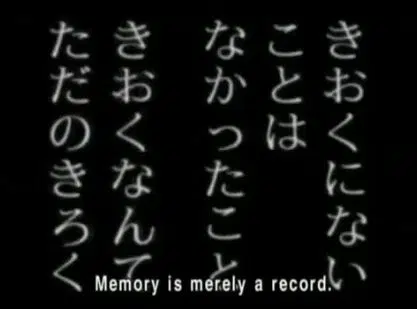 きおくにない
ことは
なかったこと
きおくなんて
ただのきろく
Memory is merely a record.